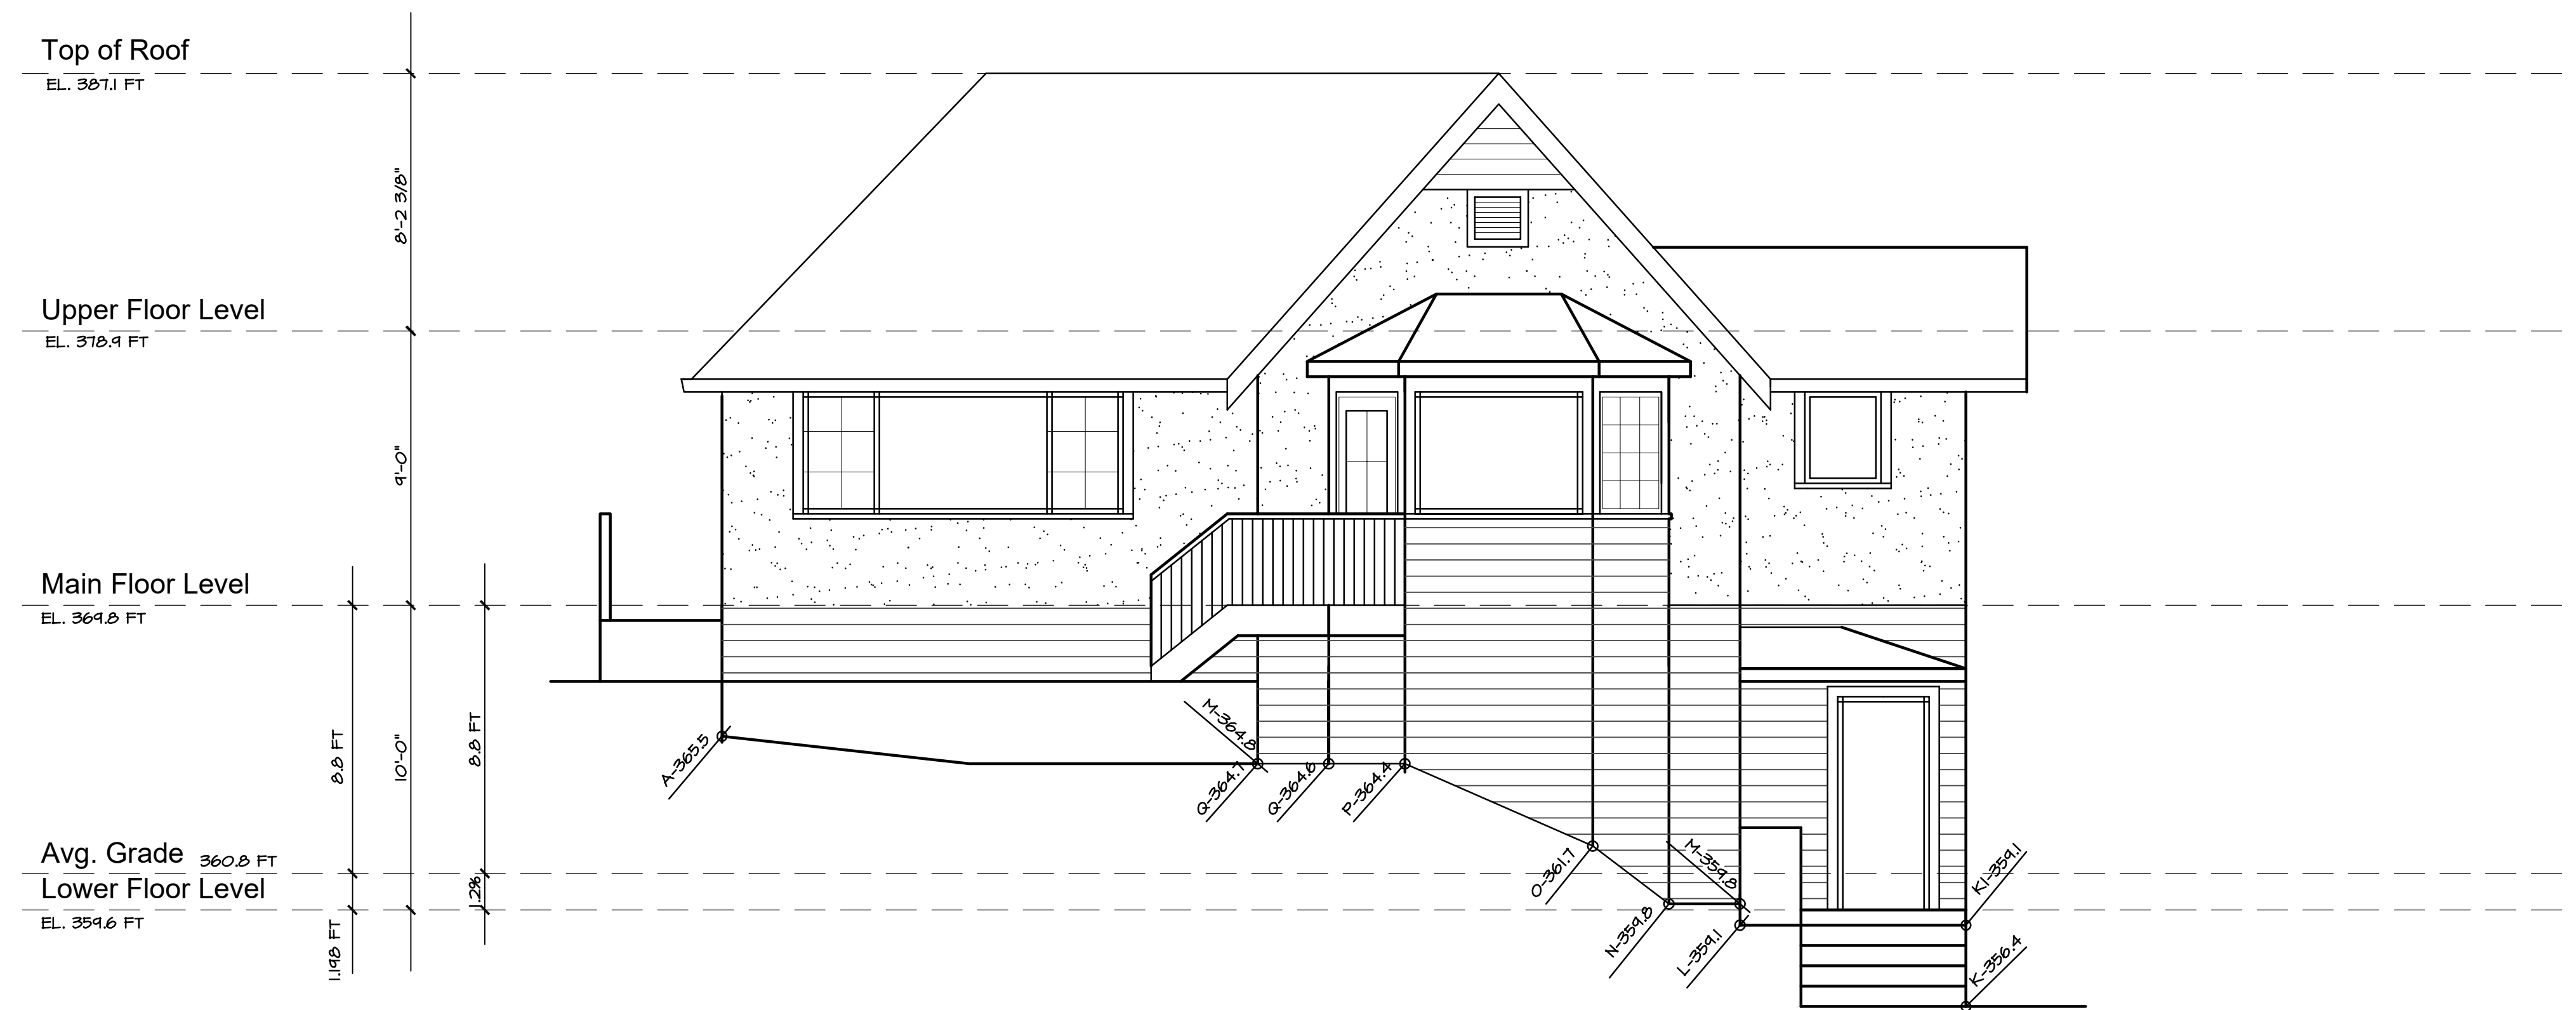 Top of Roof
EL. 387.1 FT
8'-2 3/8"
Upper Floor Level
EL. 378.9 FT
9'-0"
Main Floor Level
EL. 369.8 FT
8.8 FT
10'-0"
8.8 FT
Avg. Grade 360.8 FT
Lower Floor Level
EL. 359.6 FT
1.198 FT
1.2%
A-365.5
M-364.8
Q-364.7
Q-364.6
P-364.4
O-361.7
M-359.8
N-359.8
L-359.1
K1-359.1
K-356.4